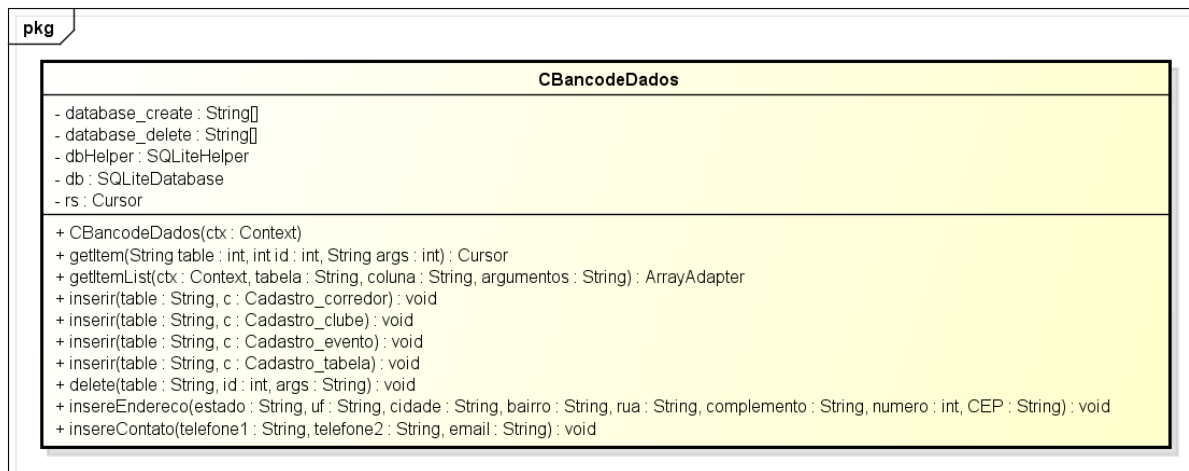 pkg
CBancodeDados
- database_create : String[]
- database_delete : String[]
- dbHelper : SQLiteHelper
- db : SQLiteDatabase
- rs : Cursor
+ CBancodeDados(ctx : Context)
+ getItem(String table : int, int id : int, String args : int) : Cursor
+ getItemList(ctx : Context, tabela : String, coluna : String, argumentos : String) : ArrayAdapter
+ inserir(table : String, c : Cadastro_corredor) : void
+ inserir(table : String, c : Cadastro_clube) : void
+ inserir(table : String, c : Cadastro_evento) : void
+ inserir(table : String, c : Cadastro_tabela) : void
+ delete(table : String, id : int, args : String) : void
+ insereEndereco(estado : String, uf : String, cidade : String, bairro : String, rua : String, complemento : String, numero : int, CEP : String) : void
+ insereContato(telefone1 : String, telefone2 : String, email : String) : void